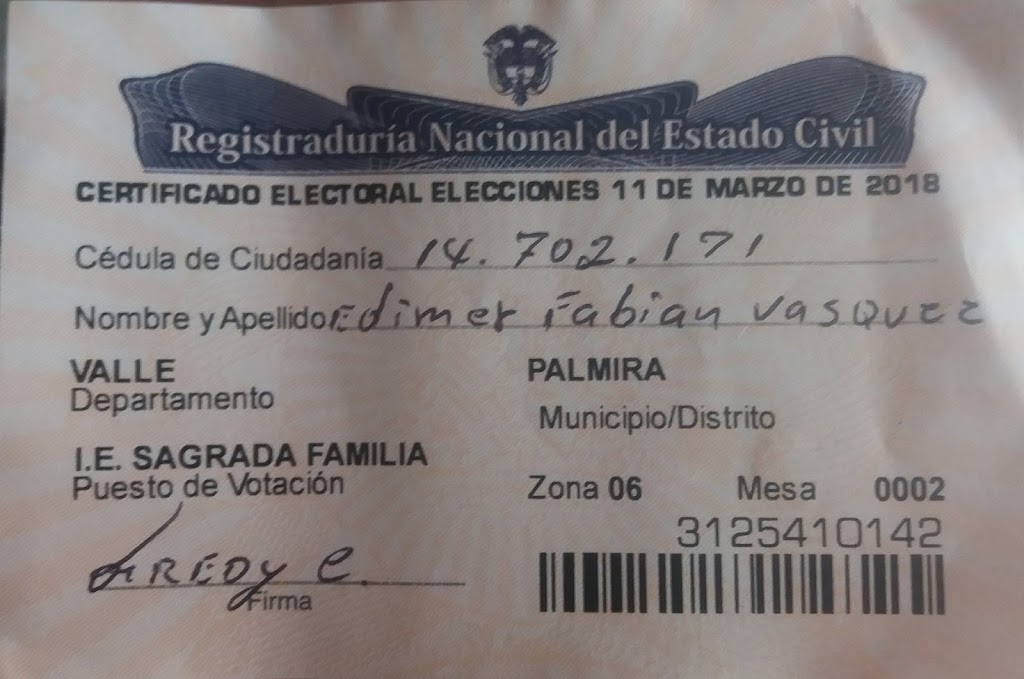 Registraduría Nacional del Estado Civil
CERTIFICADO ELECTORAL ELECCIONES 11 DE MARZO DE 2018
Cédula de Ciudadanía 14.702.171
Nombre y Apellido Edimer Fabian Vasquez
VALLE PALMIRA
Departamento Municipio/Distrito
I.E. SAGRADA FAMILIA
Puesto de Votación Zona 06 Mesa 0002
3125410142
FREDY C.
Firma